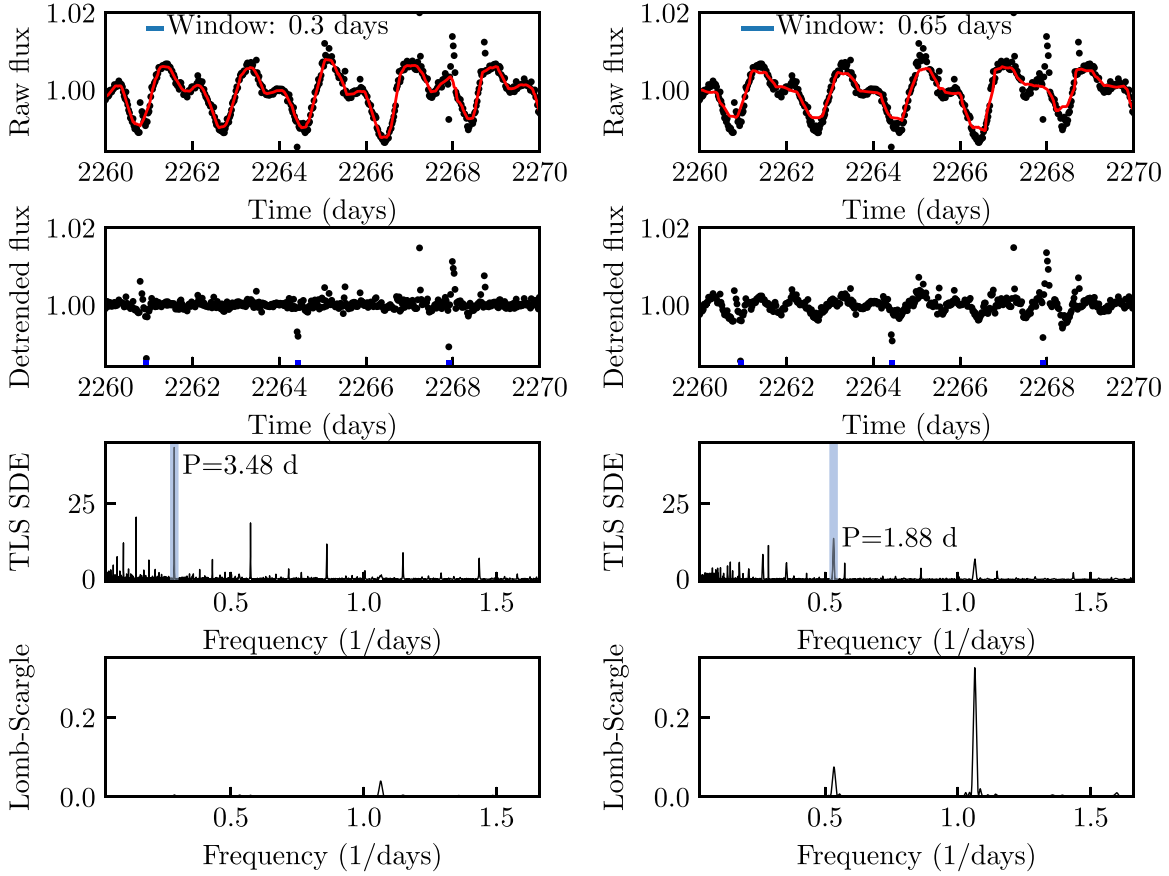 Window: 0.3 days
Raw flux
1.02
1.00
2260 2262 2264 2266 2268 2270
Time (days)
Detrended flux
1.02
1.00
2260 2262 2264 2266 2268 2270
Time (days)
TLS SDE
25
0
P=3.48 d
0.5 1.0 1.5
Frequency (1/days)
Lomb-Scargle
0.2
0.0
0.5 1.0 1.5
Frequency (1/days)
Window: 0.65 days
Raw flux
1.02
1.00
2260 2262 2264 2266 2268 2270
Time (days)
Detrended flux
1.02
1.00
2260 2262 2264 2266 2268 2270
Time (days)
TLS SDE
25
0
P=1.88 d
0.5 1.0 1.5
Frequency (1/days)
Lomb-Scargle
0.2
0.0
0.5 1.0 1.5
Frequency (1/days)